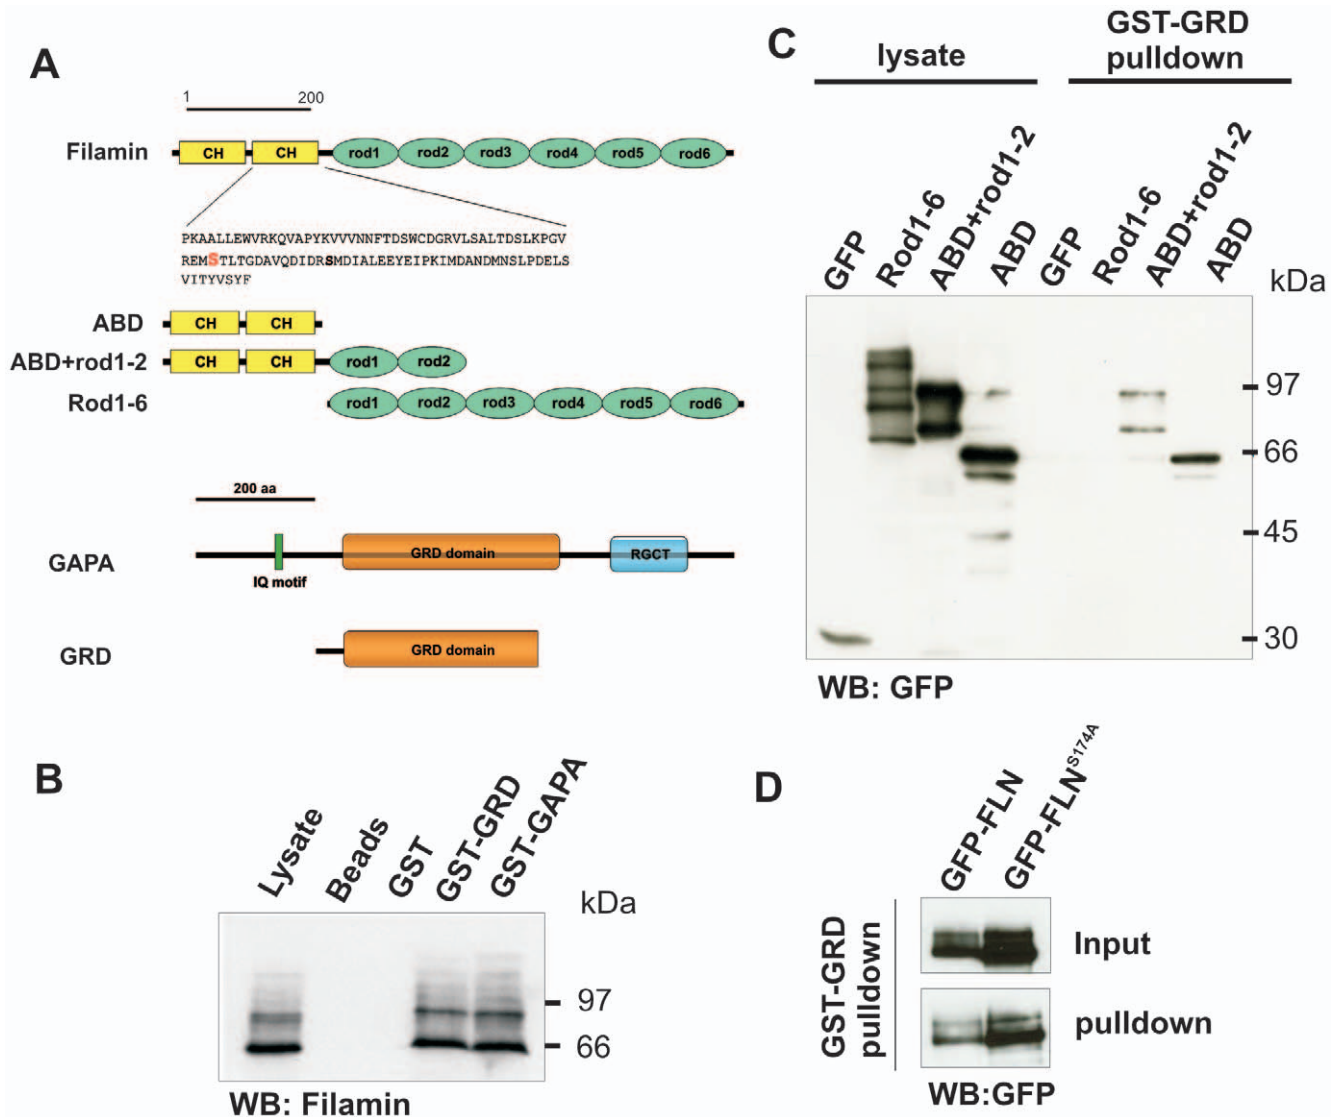 A
1 200
Filamin CH CH rod1 rod2 rod3 rod4 rod5 rod6
PKAALLEWVRKQVAPYKVVVNNFTDSWCDGRVLSALTDSLKPGV
REMSTLTGDAVQDIDRSMDIALEEYEIPKIMDANDMNSLPDELS
VITYVSYF
ABD CH CH
ABD+rod1-2 CH CH rod1 rod2
Rod1-6 rod1 rod2 rod3 rod4 rod5 rod6
200 aa
GAPA GRD domain RGCT
IQ motif
GRD GRD domain
B
Lysate Beads GST GST-GRD GST-GAPA
kDa
97
66
WB: Filamin
C
lysate GST-GRD pulldown
GFP Rod1-6 ABD+rod1-2 ABD GFP Rod1-6 ABD+rod1-2 ABD
kDa
97
66
45
30
WB: GFP
D
GFP-FLN GFP-FLN^S174A
GST-GRD pulldown
Input
pulldown
WB:GFP